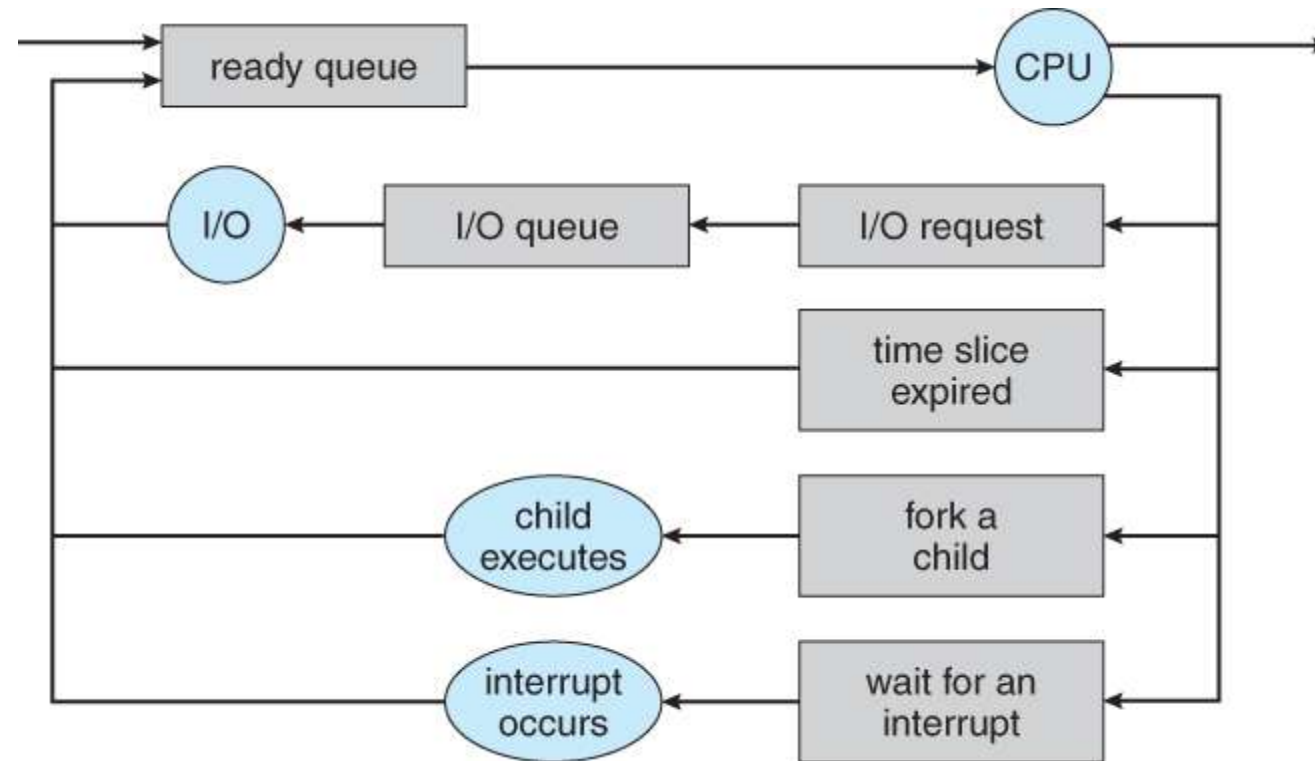 ready queue
CPU
I/O
I/O queue
I/O request
time slice
expired
child
executes
fork a
child
interrupt
occurs
wait for an
interrupt